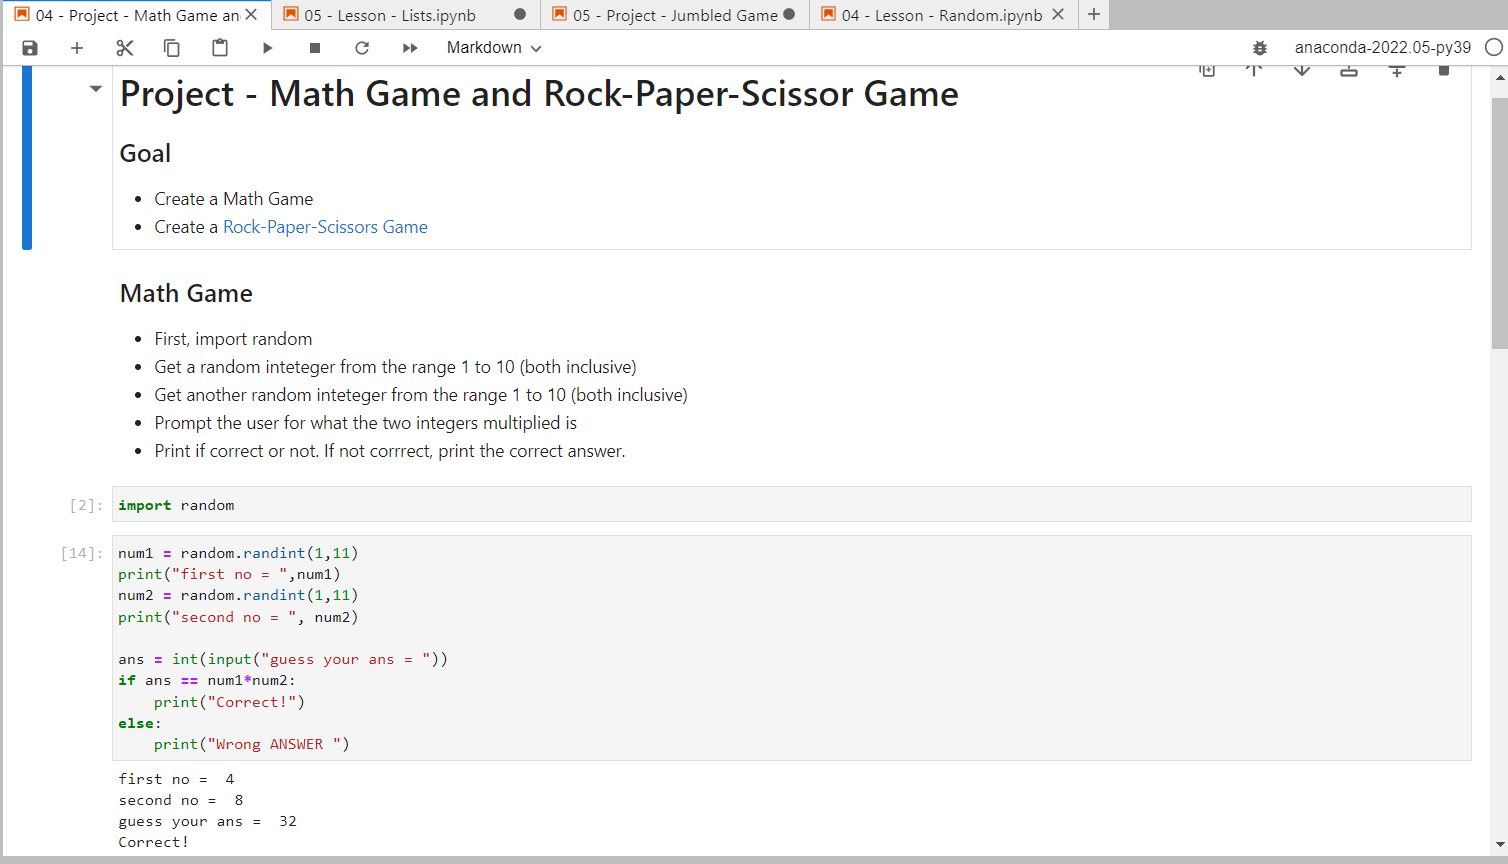 04 - Project - Math Game an
05 - Lesson - Lists.ipynb
05 - Project - Jumbled Game
04 - Lesson - Random.ipynb
Markdown
anaconda-2022.05-py39
Project - Math Game and Rock-Paper-Scissor Game
Goal
Create a Math Game
Create a Rock-Paper-Scissors Game
Math Game
First, import random
Get a random inteteger from the range 1 to 10 (both inclusive)
Get another random inteteger from the range 1 to 10 (both inclusive)
Prompt the user for what the two integers multiplied is
Print if correct or not. If not corrrect, print the correct answer.
[2]: import random
[14]: num1 = random.randint(1,11)
print("first no = ",num1)
num2 = random.randint(1,11)
print("second no = ", num2)
ans = int(input("guess your ans = "))
if ans == num1*num2:
    print("Correct!")
else:
    print("Wrong ANSWER ")
first no =  4
second no =  8
guess your ans =  32
Correct!